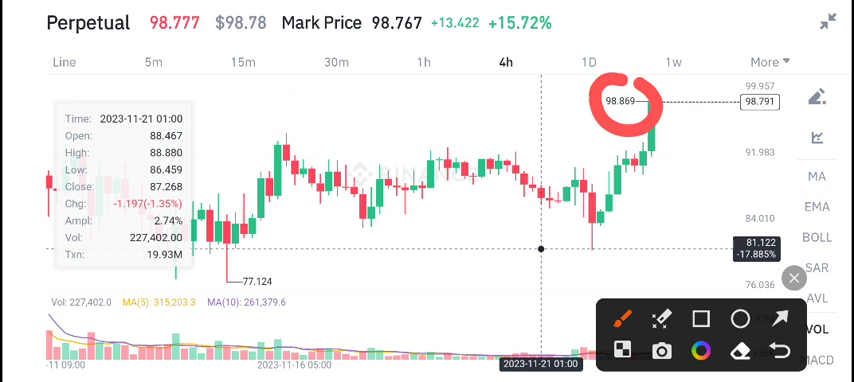 Perpetual 98.777 $98.78 Mark Price 98.767 +13.422 +15.72%
Line 5m 15m 30m 1h 4h 1D 1w More
99.957
98.869 98.791
Time: 2023-11-21 01:00
Open: 88.467
High: 88.880
Low: 86.459
Close: 87.268
Chg: -1.197(-1.35%)
Ampl: 2.74%
Vol: 227,402.00
Txn: 19.93M
BINANCE
91.983
84.010
81.122
-17.885%
77.124
76.036
MA
EMA
BOLL
SAR
AVL
VOL
MACD
Vol: 227,402.0 MA(5): 315,203.3 MA(10): 261,379.6
-11 09:00 2023-11-16 05:00 2023-11-21 01:00